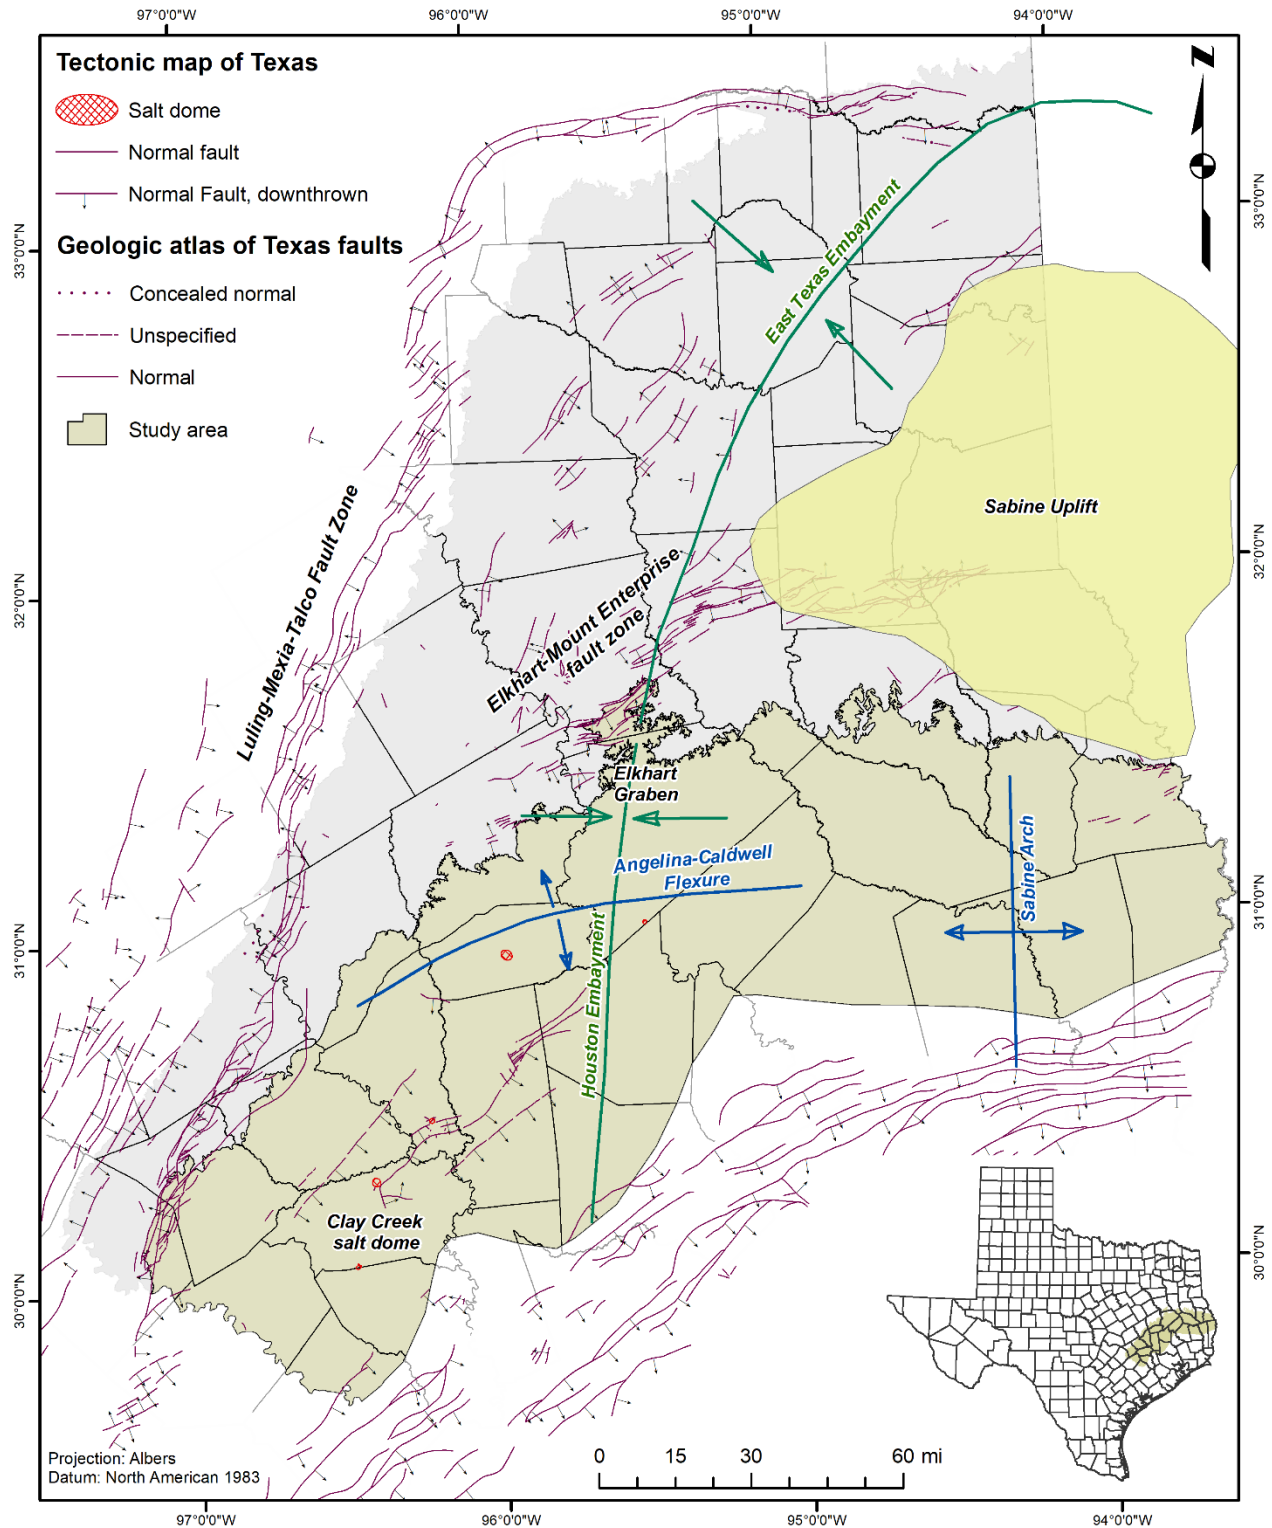 97°0'0"W
96°0'0"W
95°0'0"W
94°0'0"W
Tectonic map of Texas
Salt dome
Normal fault
Normal Fault, downthrown
Geologic atlas of Texas faults
Concealed normal
Unspecified
Normal
Study area
N
33°0'0"N
33°0'0"N
East Texas Embayment
Sabine Uplift
Luling-Mexia-Talco Fault Zone
32°0'0"N
32°0'0"N
Elkhart-Mount Enterprise
fault zone
Elkhart
Graben
Angelina-Caldwell
Flexure
Sabine Arch
31°0'0"N
31°0'0"N
Houston Embayment
Clay Creek
salt dome
30°0'0"N
30°0'0"N
Projection: Albers
Datum: North American 1983
0 15 30 60 mi
97°0'0"W
96°0'0"W
95°0'0"W
94°0'0"W